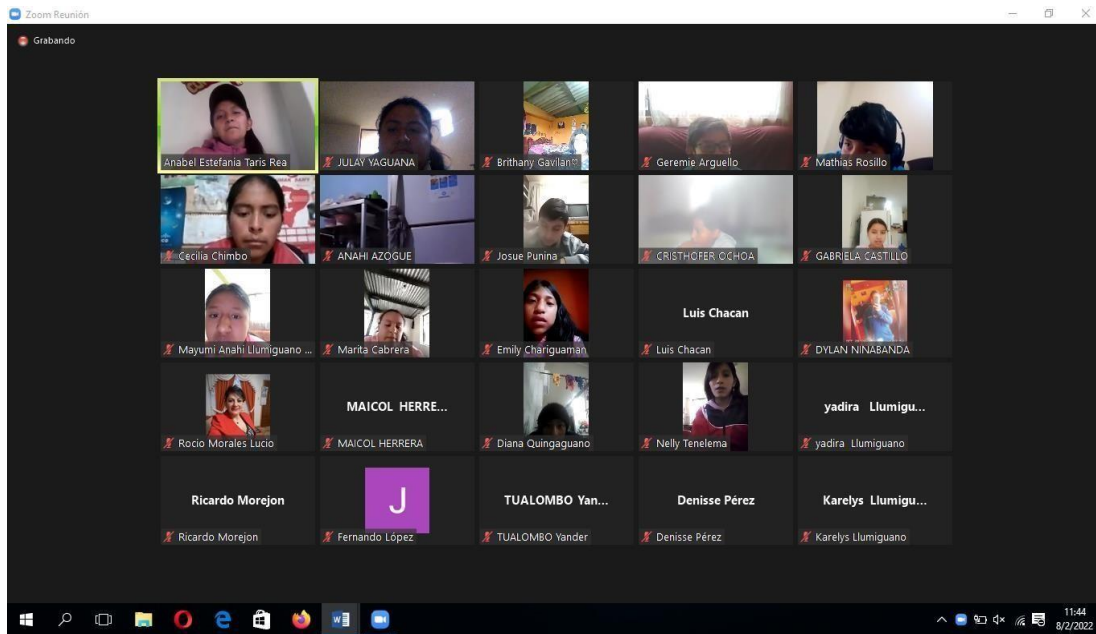 Zoom Reunión
Grabando
Anabel Estefania Taris Rea
JULAY YAGUANA
Brithany Gavilan♡
Geremie Arguello
Mathias Rosillo
Cecilia Chimbo
ANAHI AZOGUE
Josue Punina
CRISTHOFER OCHOA
GABRIELA CASTILLO
Mayumi Anahi Llumiguano ...
Marita Cabrera
Emily Chariguaman
Luis Chacan
Luis Chacan
DYLAN NINABANDA
Rocio Morales Lucio
MAICOL HERRE...
MAICOL HERRERA
Diana Quingaguano
Nelly Tenelema
yadira Llumigu...
yadira Llumiguano
Ricardo Morejon
Ricardo Morejon
J
Fernando López
TUALOMBO Yan...
TUALOMBO Yander
Denisse Pérez
Denisse Pérez
Karelys Llumigu...
Karelys Llumiguano
11:44
8/2/2022